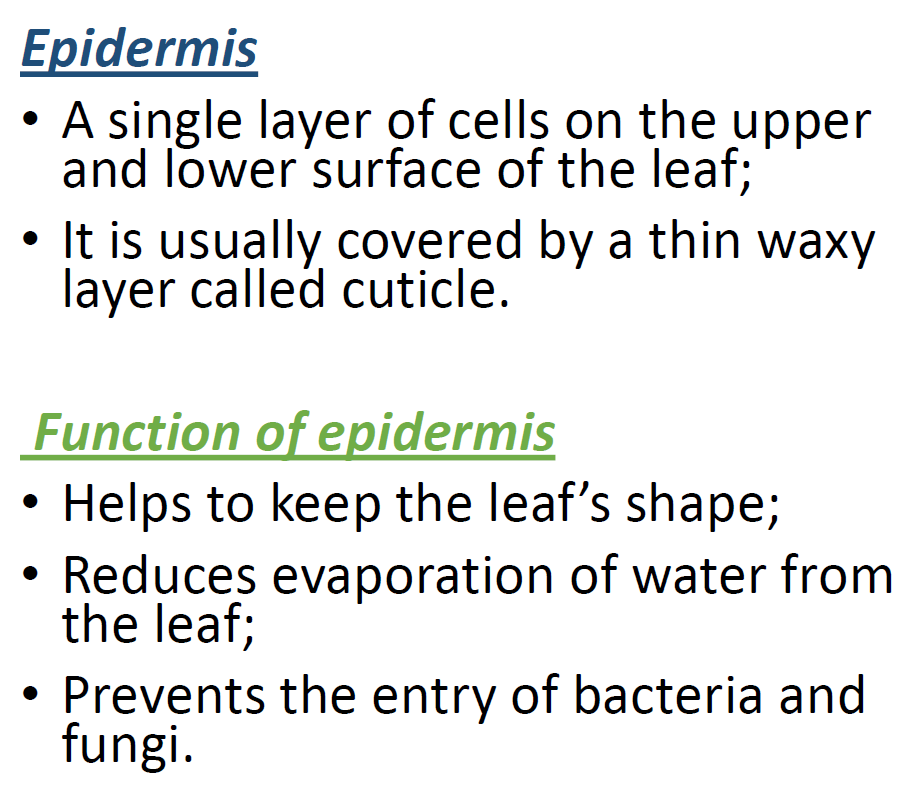 Epidermis
• A single layer of cells on the upper
and lower surface of the leaf;
• It is usually covered by a thin waxy
layer called cuticle.
Function of epidermis
• Helps to keep the leaf’s shape;
• Reduces evaporation of water from
the leaf;
• Prevents the entry of bacteria and
fungi.